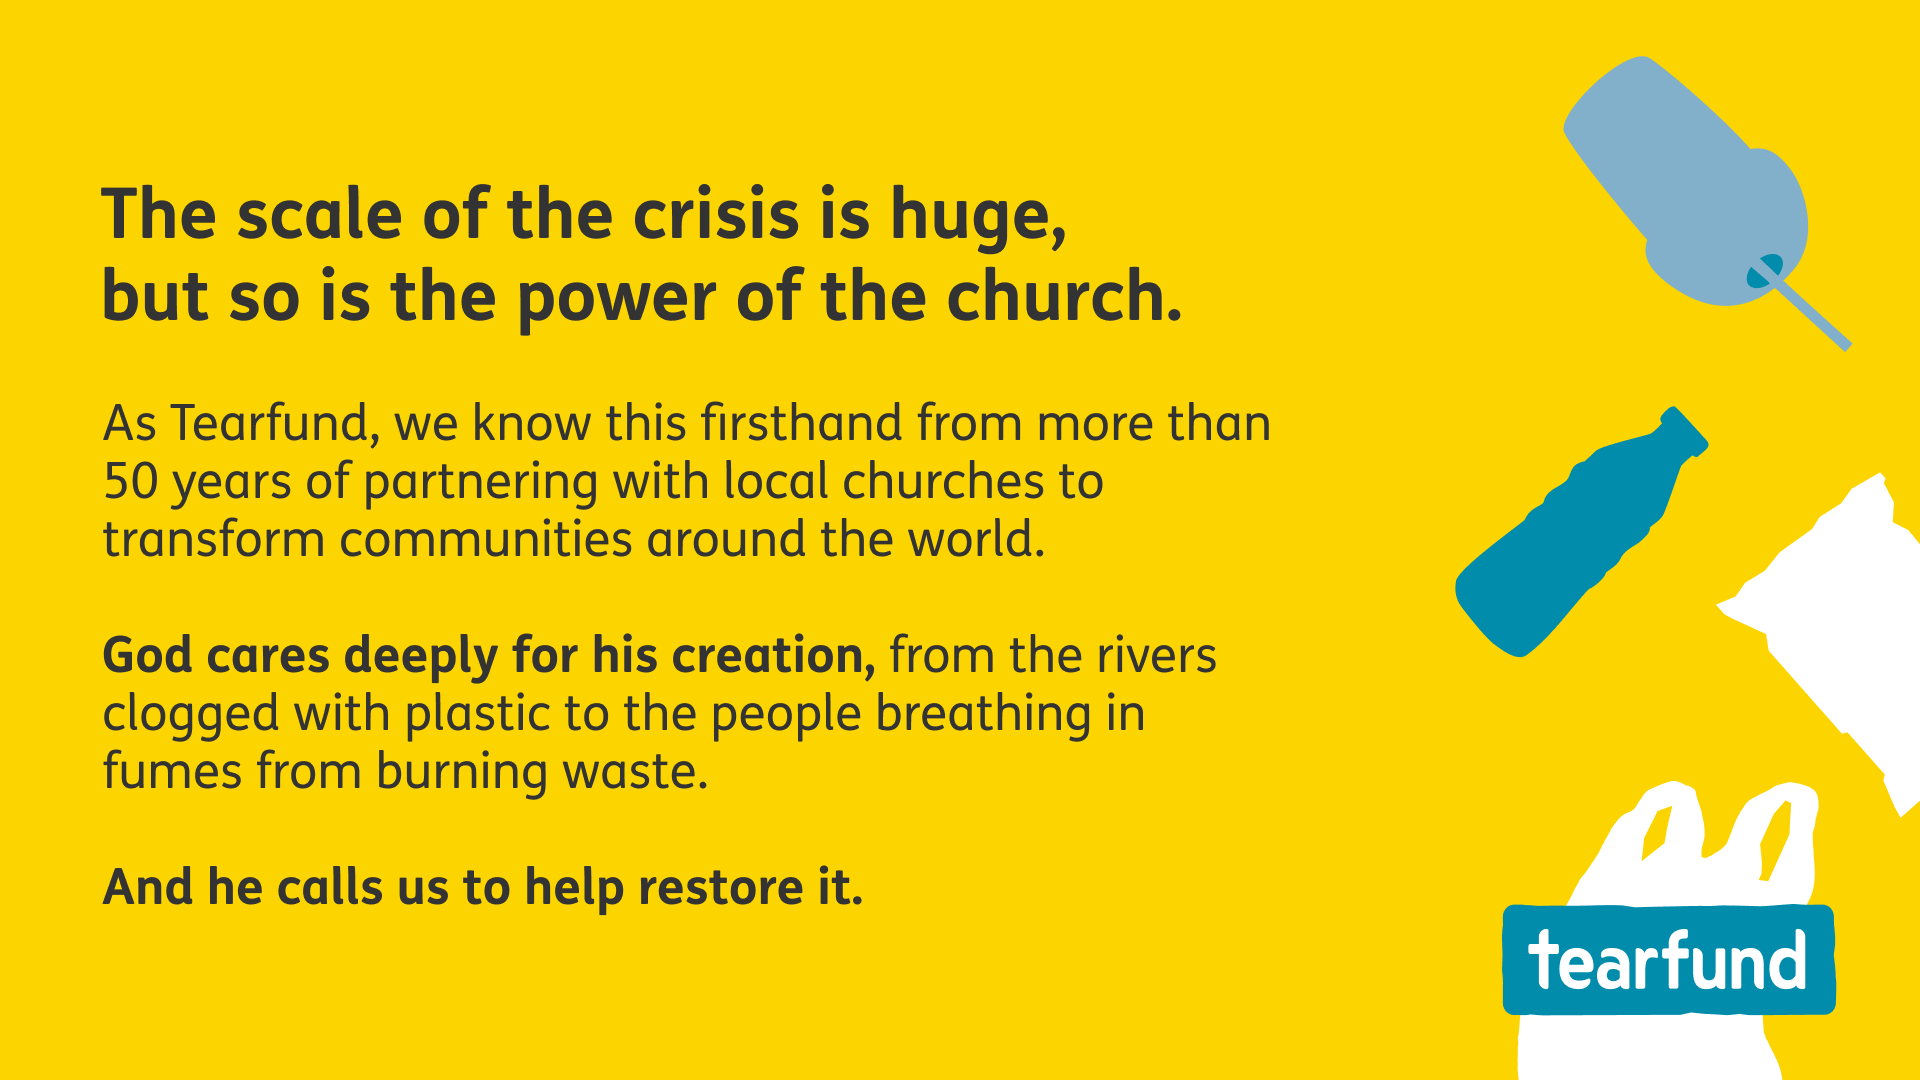 The scale of the crisis is huge,
but so is the power of the church.
As Tearfund, we know this firsthand from more than
50 years of partnering with local churches to
transform communities around the world.
God cares deeply for his creation, from the rivers
clogged with plastic to the people breathing in
fumes from burning waste.
And he calls us to help restore it.
tearfund